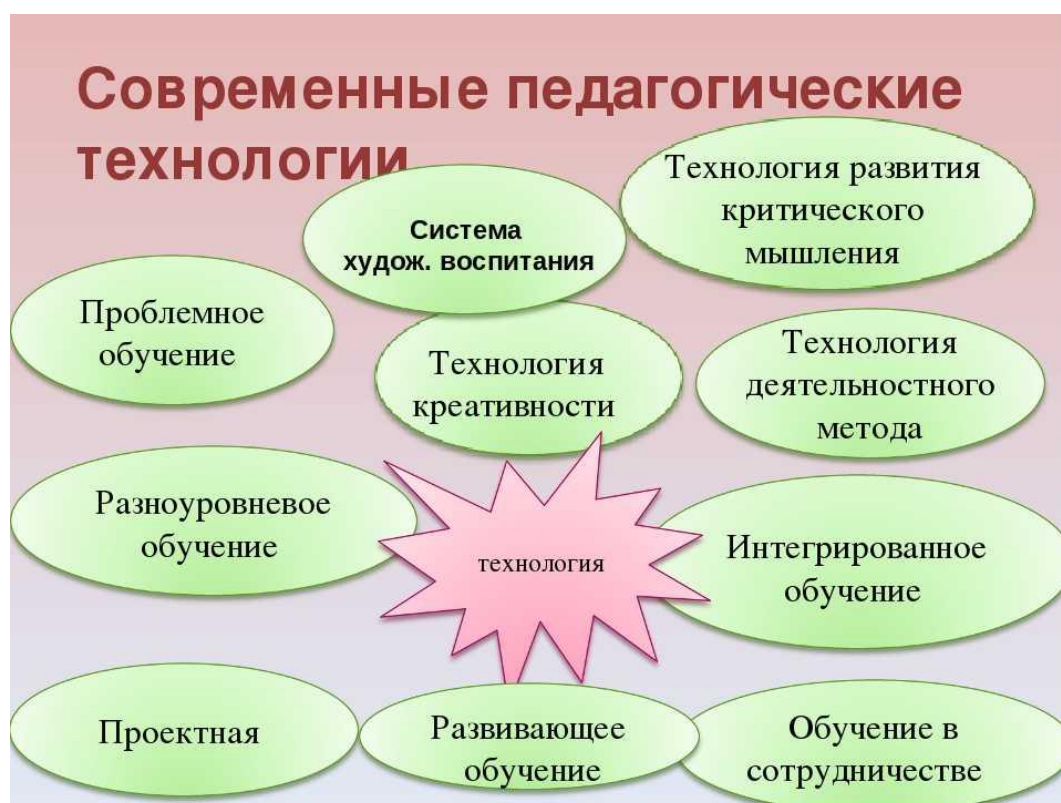 Современные педагогические
технологии
Система
худож. воспитания
Технология развития
критического
мышления
Проблемное
обучение
Технология
креативности
Технология
деятельностного
метода
Разноуровневое
обучение
технология
Интегрированное
обучение
Проектная
Развивающее
обучение
Обучение в
сотрудничестве